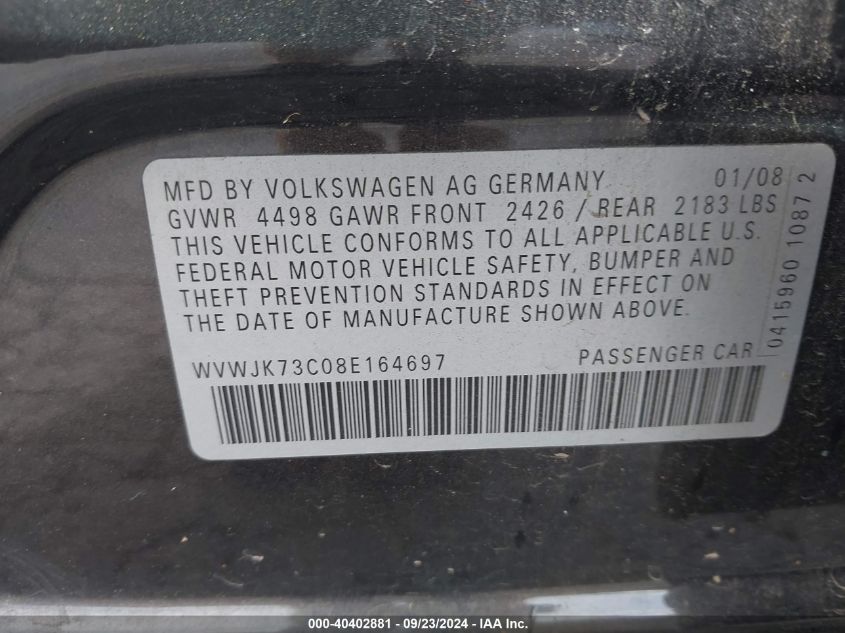 MFD BY VOLKSWAGEN AG GERMANY 01/08
GVWR 4498 GAWR FRONT 2426 / REAR 2183 LBS
THIS VEHICLE CONFORMS TO ALL APPLICABLE U.S.
FEDERAL MOTOR VEHICLE SAFETY, BUMPER AND
THEFT PREVENTION STANDARDS IN EFFECT ON
THE DATE OF MANUFACTURE SHOWN ABOVE.
WVWJK73C08E164697 PASSENGER CAR
0415960 1087 2
000-40402881 - 09/23/2024 - IAA Inc.